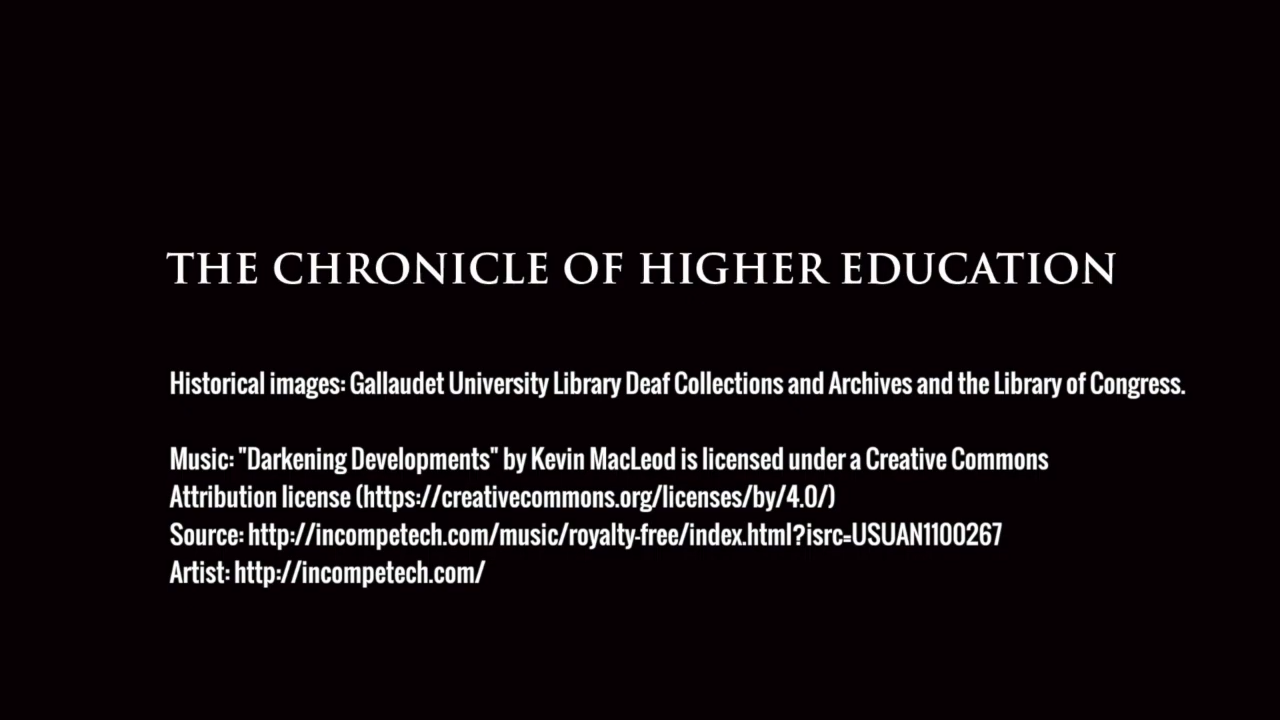 THE CHRONICLE OF HIGHER EDUCATION
Historical images: Gallaudet University Library Deaf Collections and Archives and the Library of Congress.
Music: "Darkening Developments" by Kevin MacLeod is licensed under a Creative Commons
Attribution license (https://creativecommons.org/licenses/by/4.0/)
Source: http://incompetech.com/music/royalty-free/index.html?isrc=USUAN1100267
Artist: http://incompetech.com/